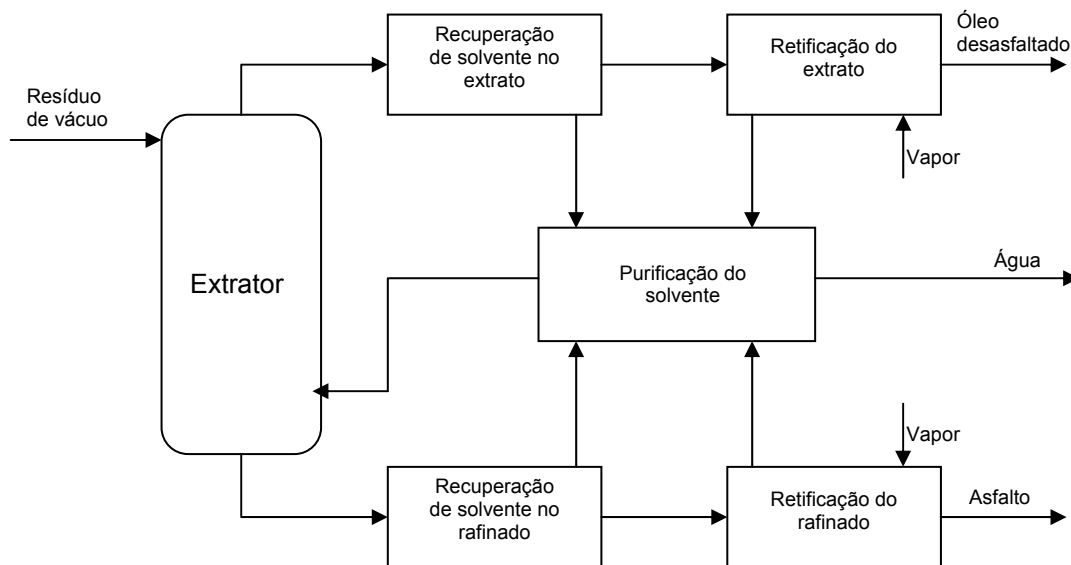 Resíduo
de vácuo
Extrator
Recuperação
de solvente no
extrato
Retificação do
extrato
Óleo
desasfaltado
Vapor
Purificação do
solvente
Água
Recuperação
de solvente no
rafinado
Retificação do
rafinado
Vapor
Asfalto